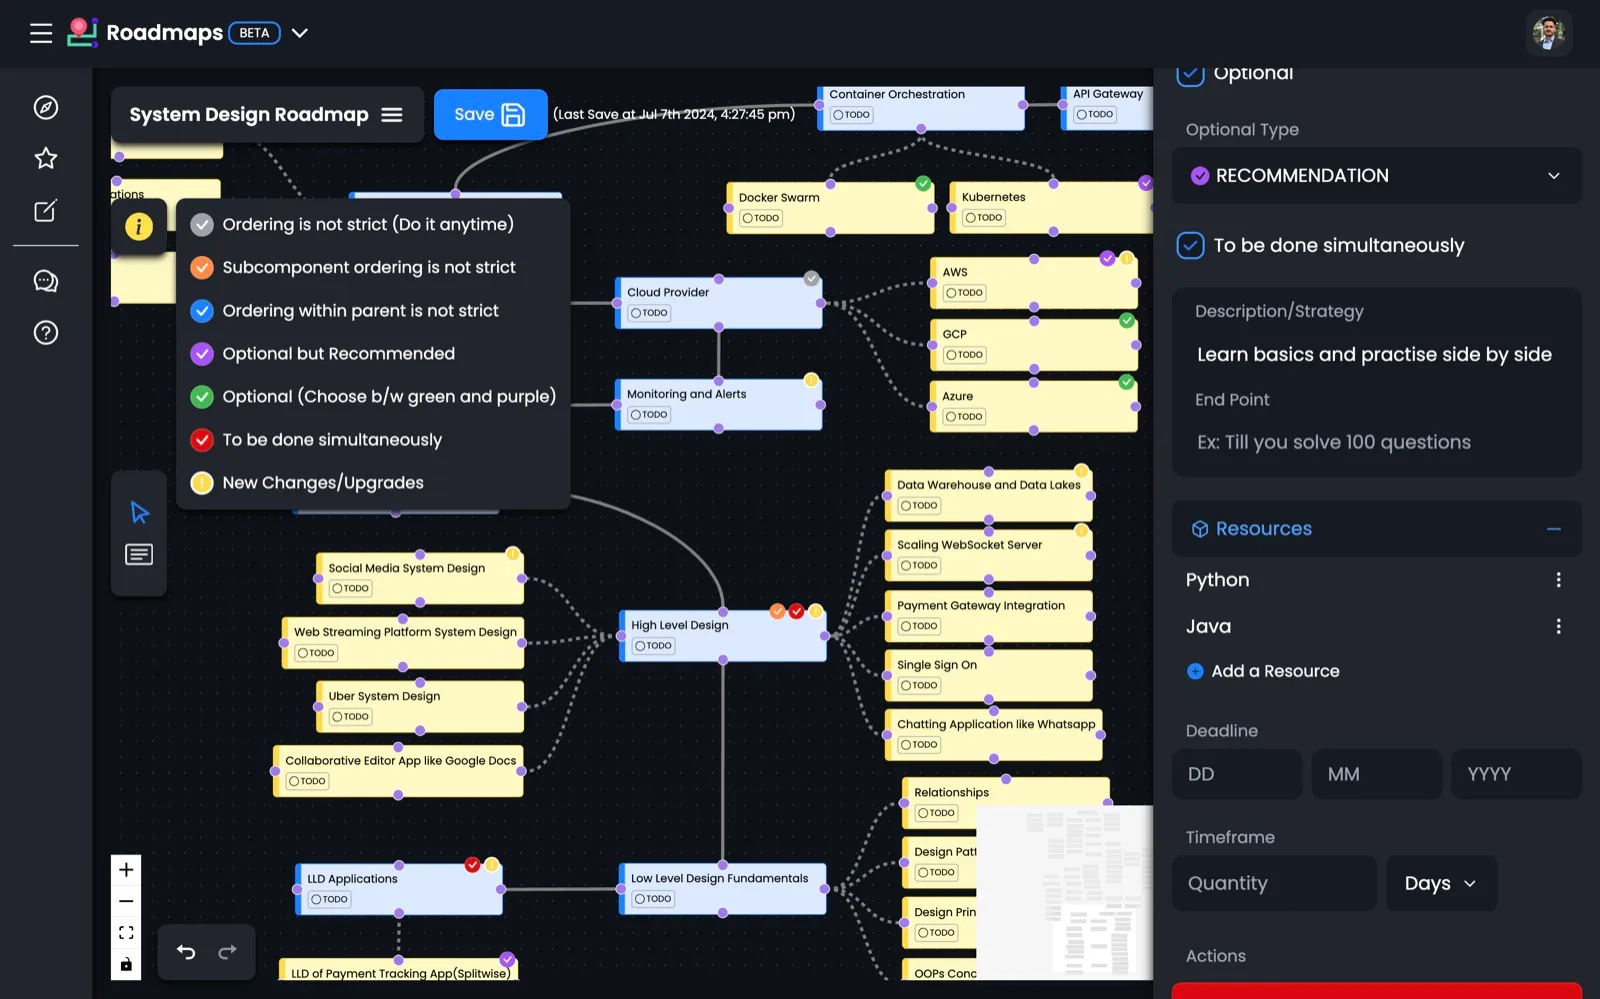 Roadmaps BETA
System Design Roadmap
Save
(Last Save at Jul 7th 2024, 4:27:45 pm)
Container Orchestration
TODO
API Gateway
TODO
ations
Docker Swarm
TODO
Kubernetes
TODO
i
Ordering is not strict (Do it anytime)
Subcomponent ordering is not strict
Ordering within parent is not strict
Optional but Recommended
Optional (Choose b/w green and purple)
To be done simultaneously
New Changes/Upgrades
Cloud Provider
TODO
AWS
TODO
GCP
TODO
Azure
TODO
Monitoring and Alerts
TODO
Data Warehouse and Data Lakes
TODO
Scaling WebSocket Server
TODO
Payment Gateway Integration
TODO
Single Sign On
TODO
Chatting Application like Whatsapp
TODO
Social Media System Design
TODO
Web Streaming Platform System Design
TODO
Uber System Design
TODO
Collaborative Editor App like Google Docs
TODO
High Level Design
TODO
Relationships
TODO
Design Patt
TODO
Design Prin
TODO
OOPs Conc
LLD Applications
TODO
Low Level Design Fundamentals
TODO
LLD of Payment Tracking App(Splitwise)
Optional
Optional Type
RECOMMENDATION
To be done simultaneously
Description/Strategy
Learn basics and practise side by side
End Point
Ex: Till you solve 100 questions
Resources
Python
Java
Add a Resource
Deadline
DD MM YYYY
Timeframe
Quantity Days
Actions